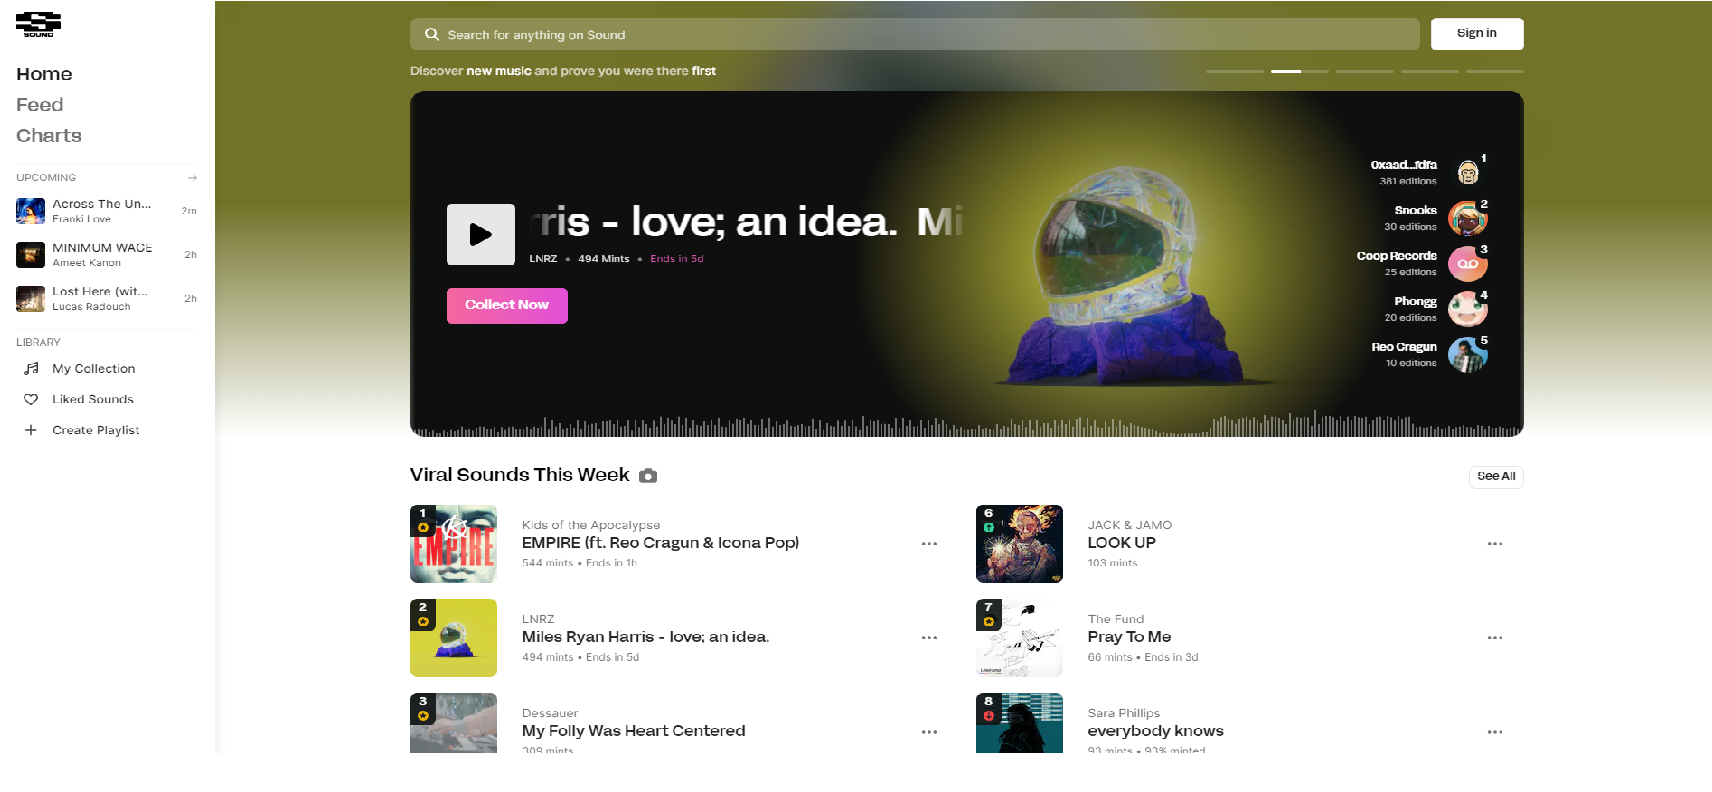 SOUND
Home
Feed
Charts
UPCOMING
Across The Un...
Franki Love
2m
MINIMUM WAGE
Ameet Kanon
2h
Lost Here (wit...
Lucas Radouch
2h
LIBRARY
My Collection
Liked Sounds
Create Playlist
Search for anything on Sound
Sign in
Discover new music and prove you were there first
rris - love; an idea. Mi
LNRZ • 494 Mints • Ends in 5d
Collect Now
0xaad...fdfa
381 editions
1
Snooks
30 editions
2
Coop Records
25 editions
3
Phongg
20 editions
4
Reo Cragun
10 editions
5
Viral Sounds This Week
See All
1
EMPIRE
Kids of the Apocalypse
EMPIRE (ft. Reo Cragun & Icona Pop)
544 mints • Ends in 1h
2
LNRZ
Miles Ryan Harris - love; an idea.
494 mints • Ends in 5d
3
Dessauer
My Folly Was Heart Centered
309 mints
6
JACK & JAMO
LOOK UP
103 mints
7
The Fund
Pray To Me
66 mints • Ends in 3d
8
Sara Phillips
everybody knows
93 mints • 93% minted